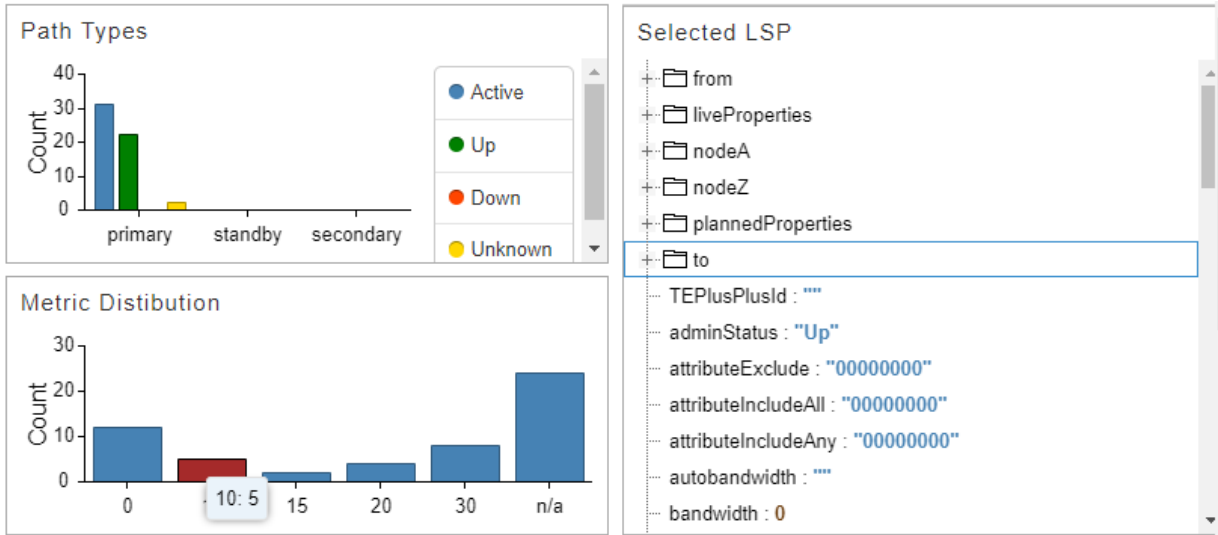 Path Types
40
30
20
10
0
Count
primary
standby
secondary
Active
Up
Down
Unknown
Metric Distibution
30
20
10
0
Count
0
10: 5
15
20
30
n/a
Selected LSP
from
liveProperties
nodeA
nodeZ
plannedProperties
to
TEPlusPlusId : ""
adminStatus : "Up"
attributeExclude : "00000000"
attributeIncludeAll : "00000000"
attributeIncludeAny : "00000000"
autobandwidth : ""
bandwidth : 0